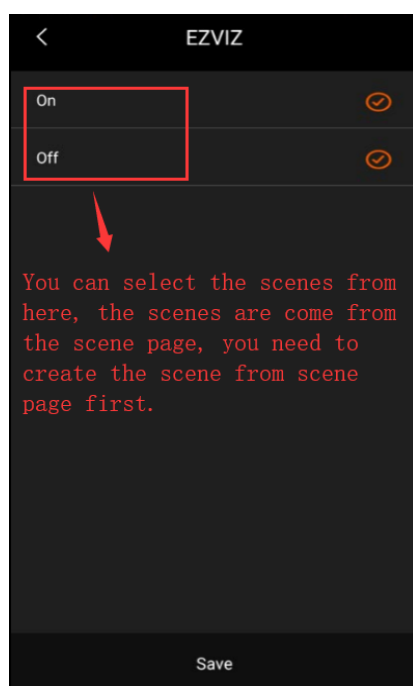 EZVIZ
On
Off
You can select the scenes from
here, the scenes are come from
the scene page, you need to
create the scene from scene
page first.
Save